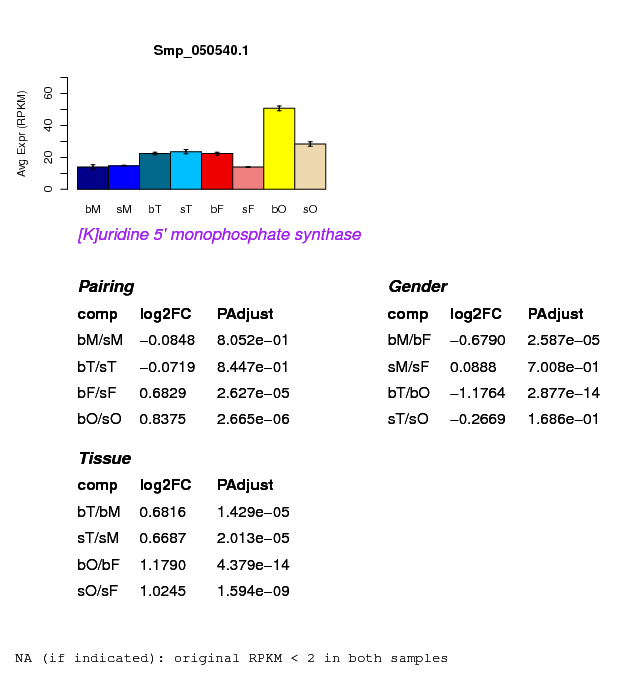 Smp_050540.1
Avg Expr (RPKM)
0 20 40 60
bM sM bT sT bF sF bO sO
[K]uridine 5' monophosphate synthase
Pairing
comp log2FC PAdjust
bM/sM −0.0848 8.052e−01
bT/sT −0.0719 8.447e−01
bF/sF 0.6829 2.627e−05
bO/sO 0.8375 2.665e−06
Gender
comp log2FC PAdjust
bM/bF −0.6790 2.587e−05
sM/sF 0.0888 7.008e−01
bT/bO −1.1764 2.877e−14
sT/sO −0.2669 1.686e−01
Tissue
comp log2FC PAdjust
bT/bM 0.6816 1.429e−05
sT/sM 0.6687 2.013e−05
bO/bF 1.1790 4.379e−14
sO/sF 1.0245 1.594e−09
NA (if indicated): original RPKM < 2 in both samples